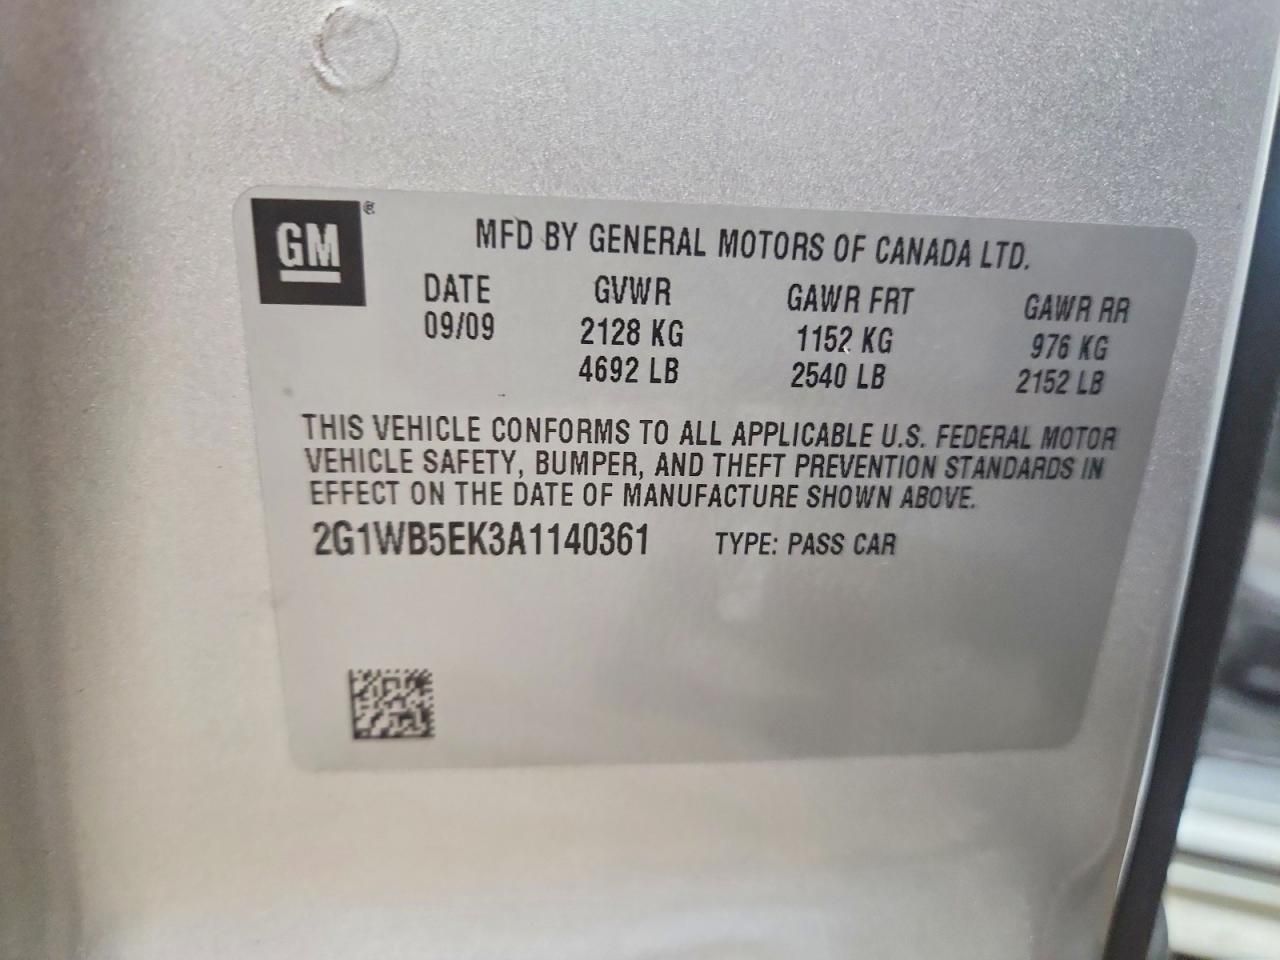 GM®
MFD BY GENERAL MOTORS OF CANADA LTD.
DATE GVWR GAWR FRT GAWR RR
09/09 2128 KG 1152 KG 976 KG
4692 LB 2540 LB 2152 LB
THIS VEHICLE CONFORMS TO ALL APPLICABLE U.S. FEDERAL MOTOR
VEHICLE SAFETY, BUMPER, AND THEFT PREVENTION STANDARDS IN
EFFECT ON THE DATE OF MANUFACTURE SHOWN ABOVE.
2G1WB5EK3A1140361 TYPE: PASS CAR